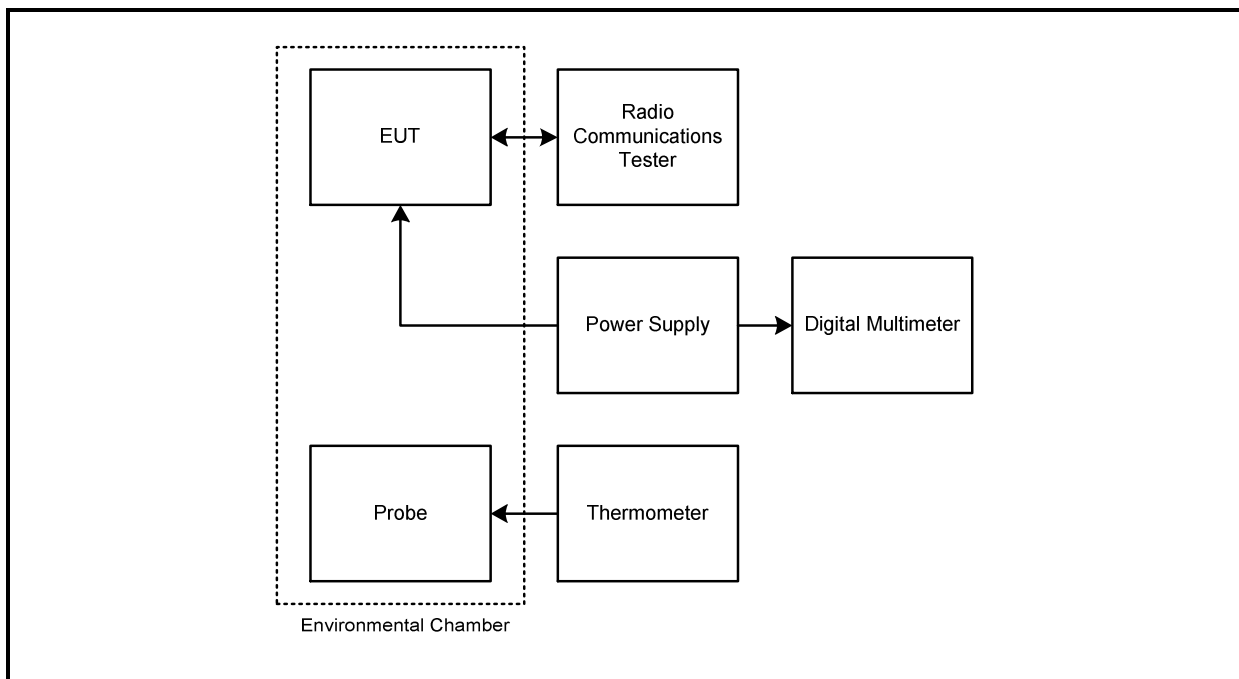 EUT
Radio
Communications
Tester
Power Supply
Digital Multimeter
Probe
Thermometer
Environmental Chamber